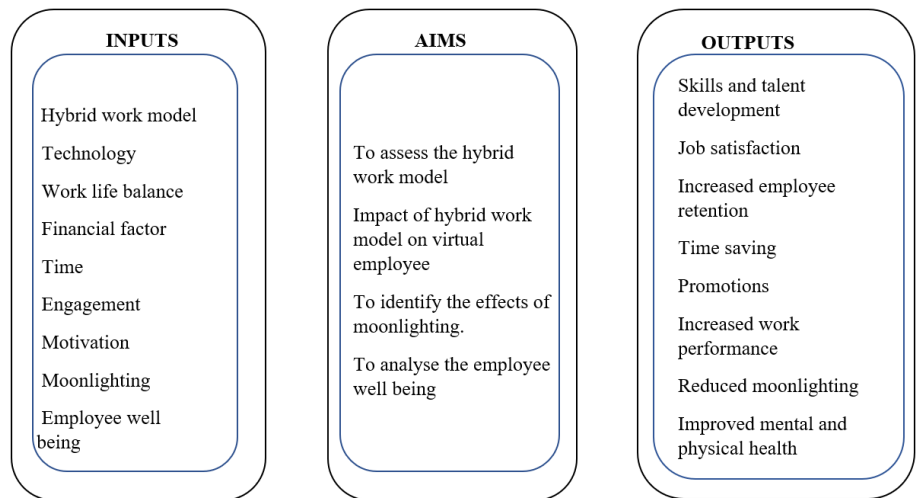 INPUTS
Hybrid work model
Technology
Work life balance
Financial factor
Time
Engagement
Motivation
Moonlighting
Employee well
being
AIMS
To assess the hybrid
work model
Impact of hybrid work
model on virtual
employee
To identify the effects of
moonlighting.
To analyse the employee
well being
OUTPUTS
Skills and talent
development
Job satisfaction
Increased employee
retention
Time saving
Promotions
Increased work
performance
Reduced moonlighting
Improved mental and
physical health